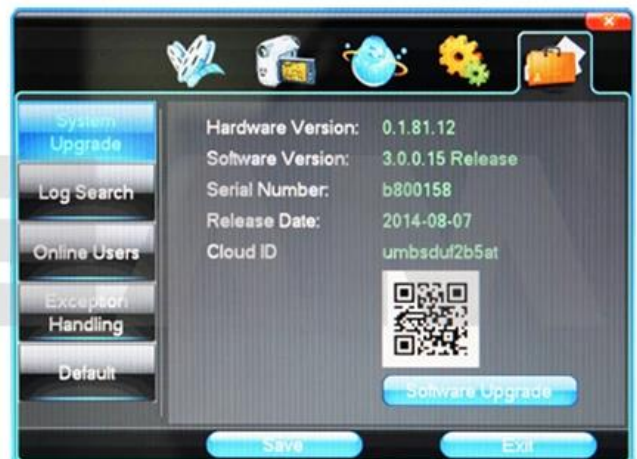 System
Upgrade
Log Search
Online Users
Exception
Handling
Default
Hardware Version: 0.1.81.12
Software Version: 3.0.0.15 Release
Serial Number: b800158
Release Date: 2014-08-07
Cloud ID umbsduf2b5at
Software Upgrade
Save
Exit